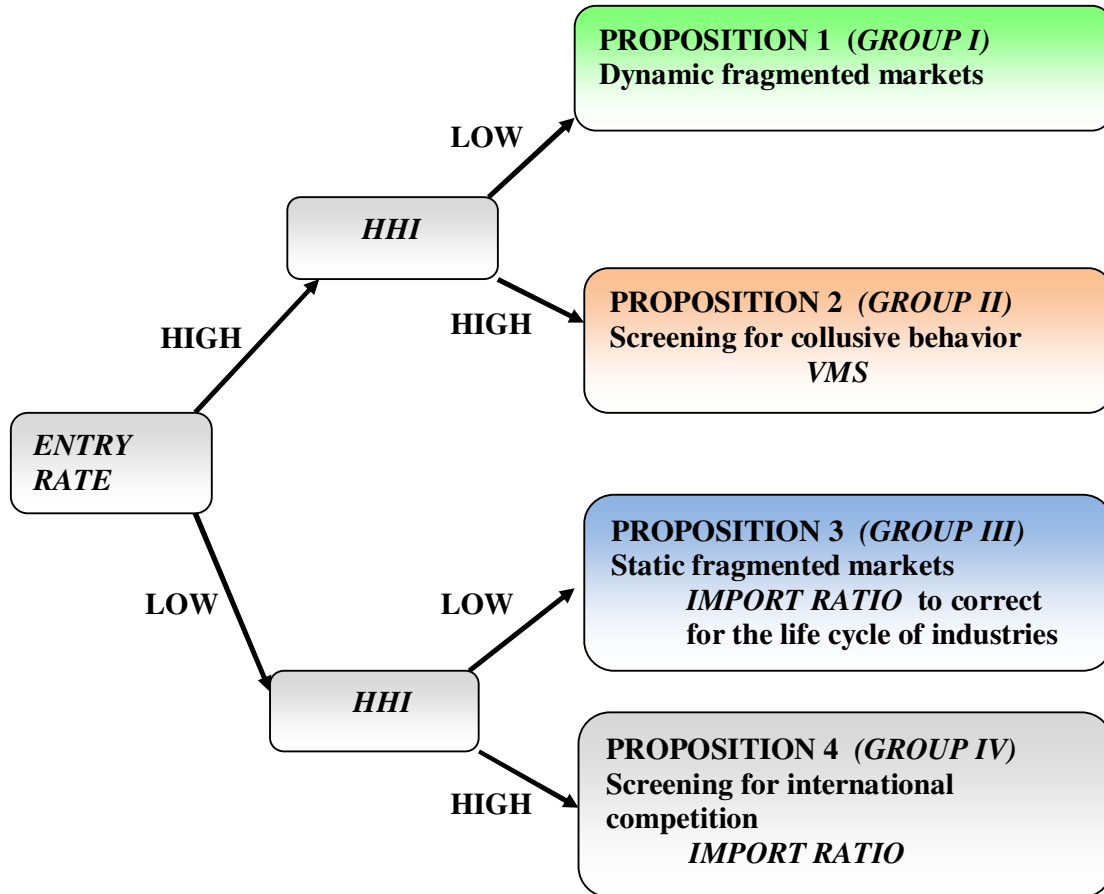 PROPOSITION 1 (GROUP I)
Dynamic fragmented markets
LOW
HHI
HIGH
PROPOSITION 2 (GROUP II)
Screening for collusive behavior
VMS
HIGH
ENTRY
RATE
LOW
PROPOSITION 3 (GROUP III)
Static fragmented markets
IMPORT RATIO to correct
for the life cycle of industries
LOW
HHI
HIGH
PROPOSITION 4 (GROUP IV)
Screening for international
competition
IMPORT RATIO